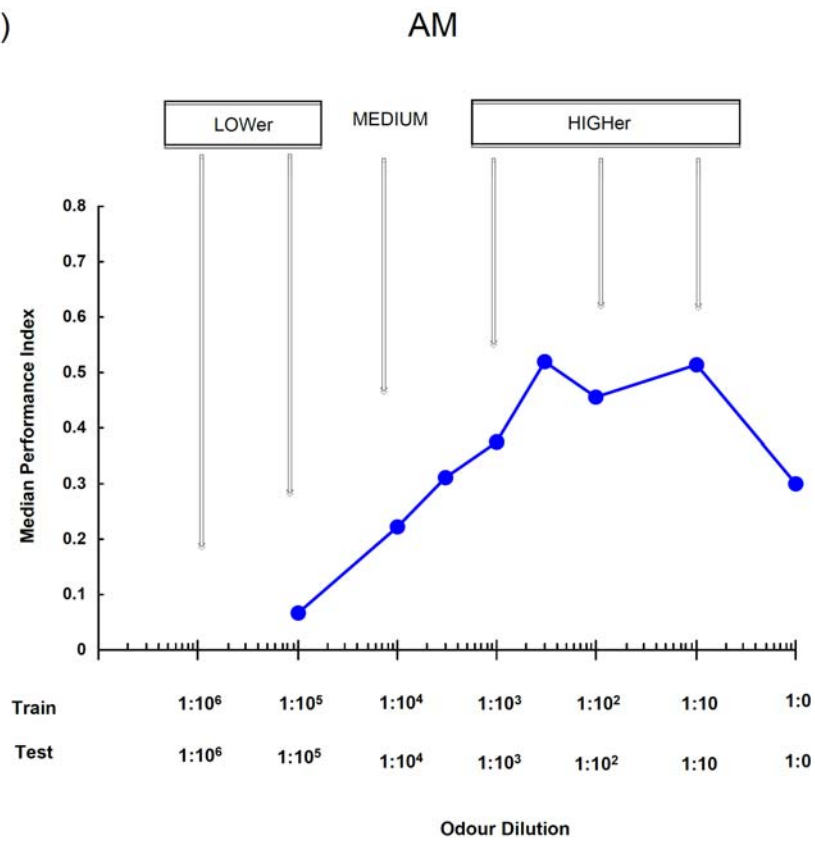 )
AM
LOWer MEDIUM HIGHer
0.8
0.7
0.6
0.5
0.4
0.3
0.2
0.1
0
Median Performance Index
Train 1:10⁶ 1:10⁵ 1:10⁴ 1:10³ 1:10² 1:10 1:0
Test 1:10⁶ 1:10⁵ 1:10⁴ 1:10³ 1:10² 1:10 1:0
Odour Dilution